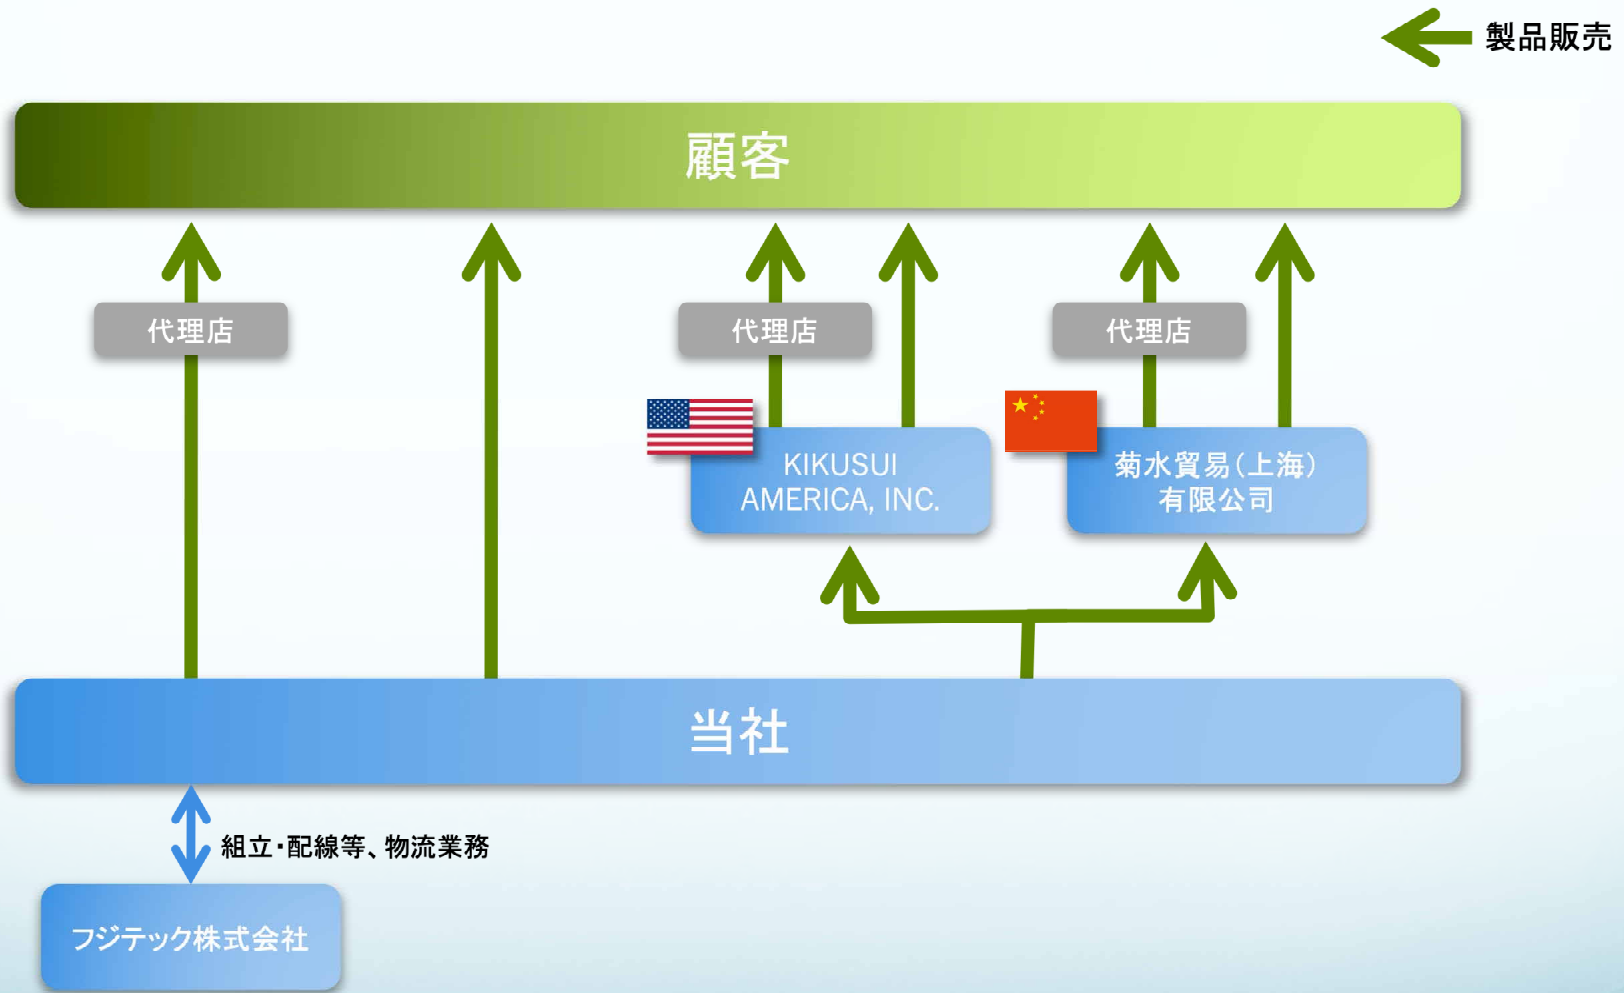 製品販売
顧客
代理店
代理店
代理店
KIKUSUI
AMERICA, INC.
菊水貿易(上海)
有限公司
当社
組立・配線等、物流業務
フジテック株式会社